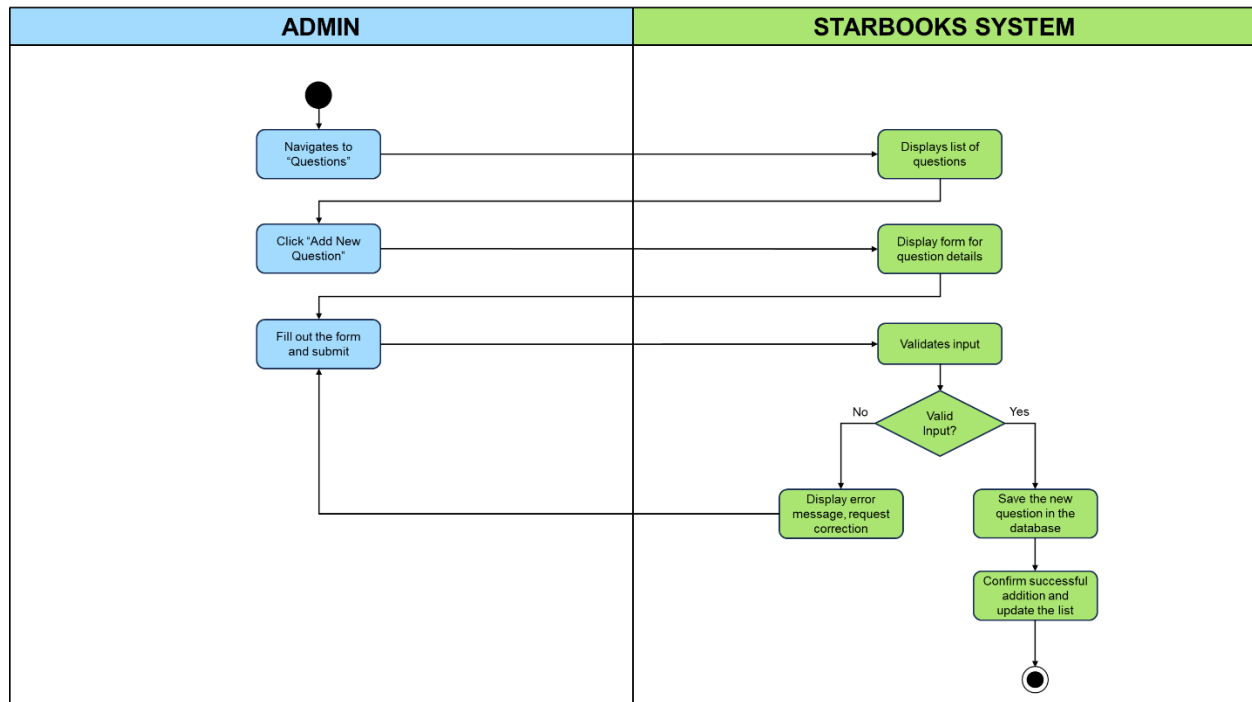 ADMIN
STARBOOKS SYSTEM
Navigates to
“Questions”
Displays list of
questions
Click “Add New
Question”
Display form for
question details
Fill out the form
and submit
Validates input
No
Valid
Input?
Yes
Display error
message, request
correction
Save the new
question in the
database
Confirm successful
addition and
update the list